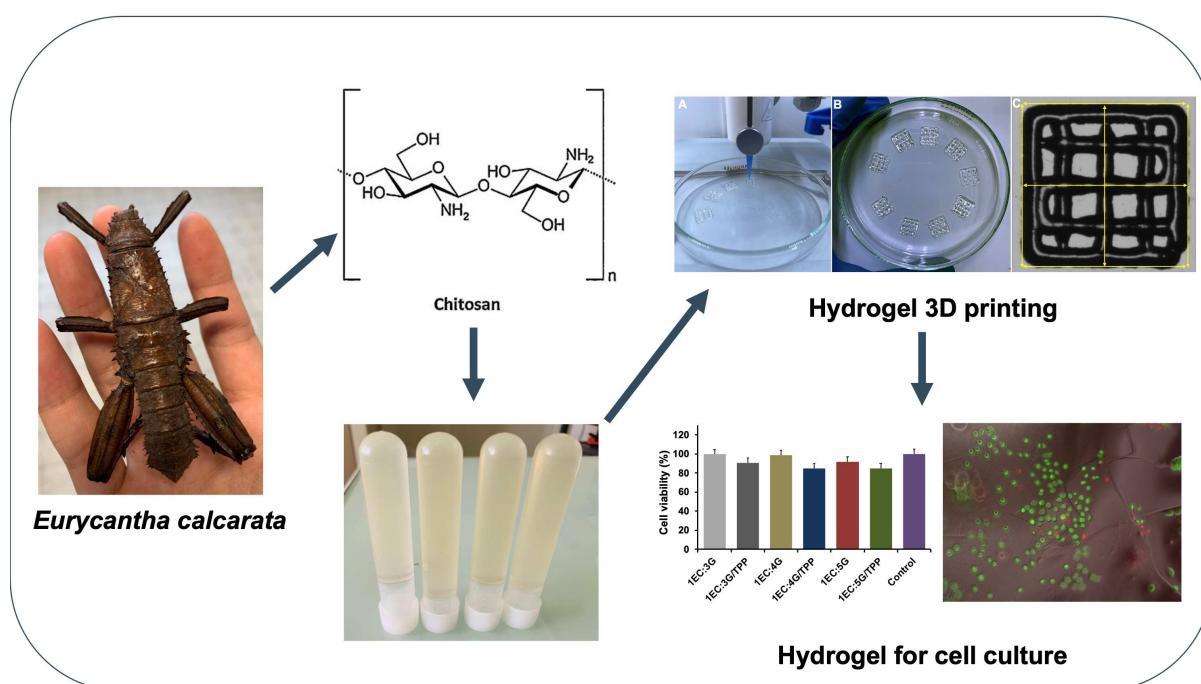 Eurycantha calcarata
OH
O
HO
NH₂
O
HO
NH₂
O
OH
n
Chitosan
A
B
C
Hydrogel 3D printing
Cell viability (%)
120
100
80
60
40
20
0
1EC:3G
1EC:3G/TPP
1EC:4G
1EC:4G/TPP
1EC:5G
1EC:5G/TPP
Control
Hydrogel for cell culture